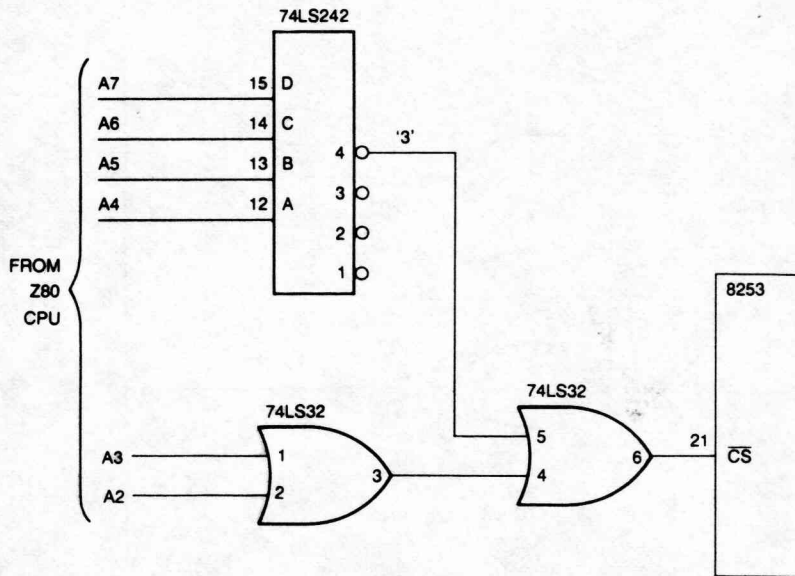 74LS242
A7 15 D
A6 14 C
A5 13 B
A4 12 A
4 '3'
3
2
1
FROM
Z80
CPU
8253
74LS32
A3 1
A2 2
3
74LS32
5
4
6
21 CS